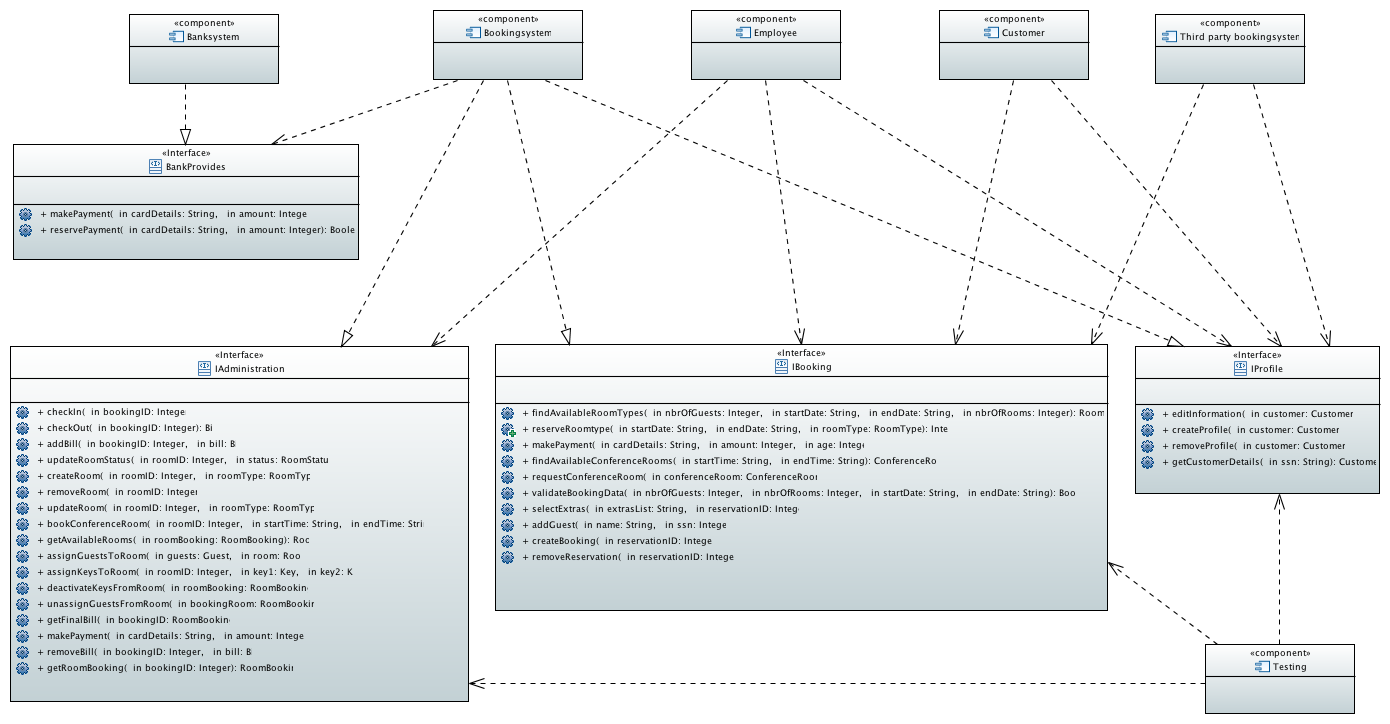 «component»
Banksystem
«component»
Bookingsystem
«component»
Employee
«component»
Customer
«component»
Third party bookingsystem
«Interface»
BankProvides
+ makePayment( in cardDetails: String, in amount: Intege
+ reservePayment( in cardDetails: String, in amount: Integer): Boole
«Interface»
IAdministration
+ checkIn( in bookingID: Intege
+ checkOut( in bookingID: Integer): Bi
+ addBill( in bookingID: Integer, in bill: B
+ updateRoomStatus( in roomID: Integer, in status: RoomStatu
+ createRoom( in roomID: Integer, in roomType: RoomTyp
+ removeRoom( in roomID: Integer
+ updateRoom( in roomID: Integer, in roomType: RoomTyp
+ bookConferenceRoom( in roomID: Integer, in startTime: String, in endTime: Stri
+ getAvailableRooms( in roomBooking: RoomBooking): Roo
+ assignGuestsToRoom( in guests: Guest, in room: Roo
+ assignKeysToRoom( in roomID: Integer, in key1: Key, in key2: K
+ deactivateKeysFromRoom( in roomBooking: RoomBookin
+ unassignGuestsFromRoom( in bookingRoom: RoomBookin
+ getFinalBill( in bookingID: RoomBookin
+ makePayment( in cardDetails: String, in amount: Intege
+ removeBill( in bookingID: Integer, in bill: B
+ getRoomBooking( in bookingID: Integer): RoomBookin
«Interface»
IBooking
+ findAvailableRoomTypes( in nbrOfGuests: Integer, in startDate: String, in endDate: String, in nbrOfRooms: Integer): Room
+ reserveRoomtype( in startDate: String, in endDate: String, in roomType: RoomType): Inte
+ makePayment( in cardDetails: String, in amount: Integer, in age: Intege
+ findAvailableConferenceRooms( in startTime: String, in endTime: String): ConferenceRo
+ requestConferenceRoom( in conferenceRoom: ConferenceRoor
+ validateBookingData( in nbrOfGuests: Integer, in nbrOfRooms: Integer, in startDate: String, in endDate: String): Boo
+ selectExtras( in extrasList: String, in reservationID: Intege
+ addGuest( in name: String, in ssn: Intege
+ createBooking( in reservationID: Intege
+ removeReservation( in reservationID: Intege
«Interface»
IProfile
+ editInformation( in customer: Customer
+ createProfile( in customer: Customer
+ removeProfile( in customer: Customer
+ getCustomerDetails( in ssn: String): Custome
«component»
Testing